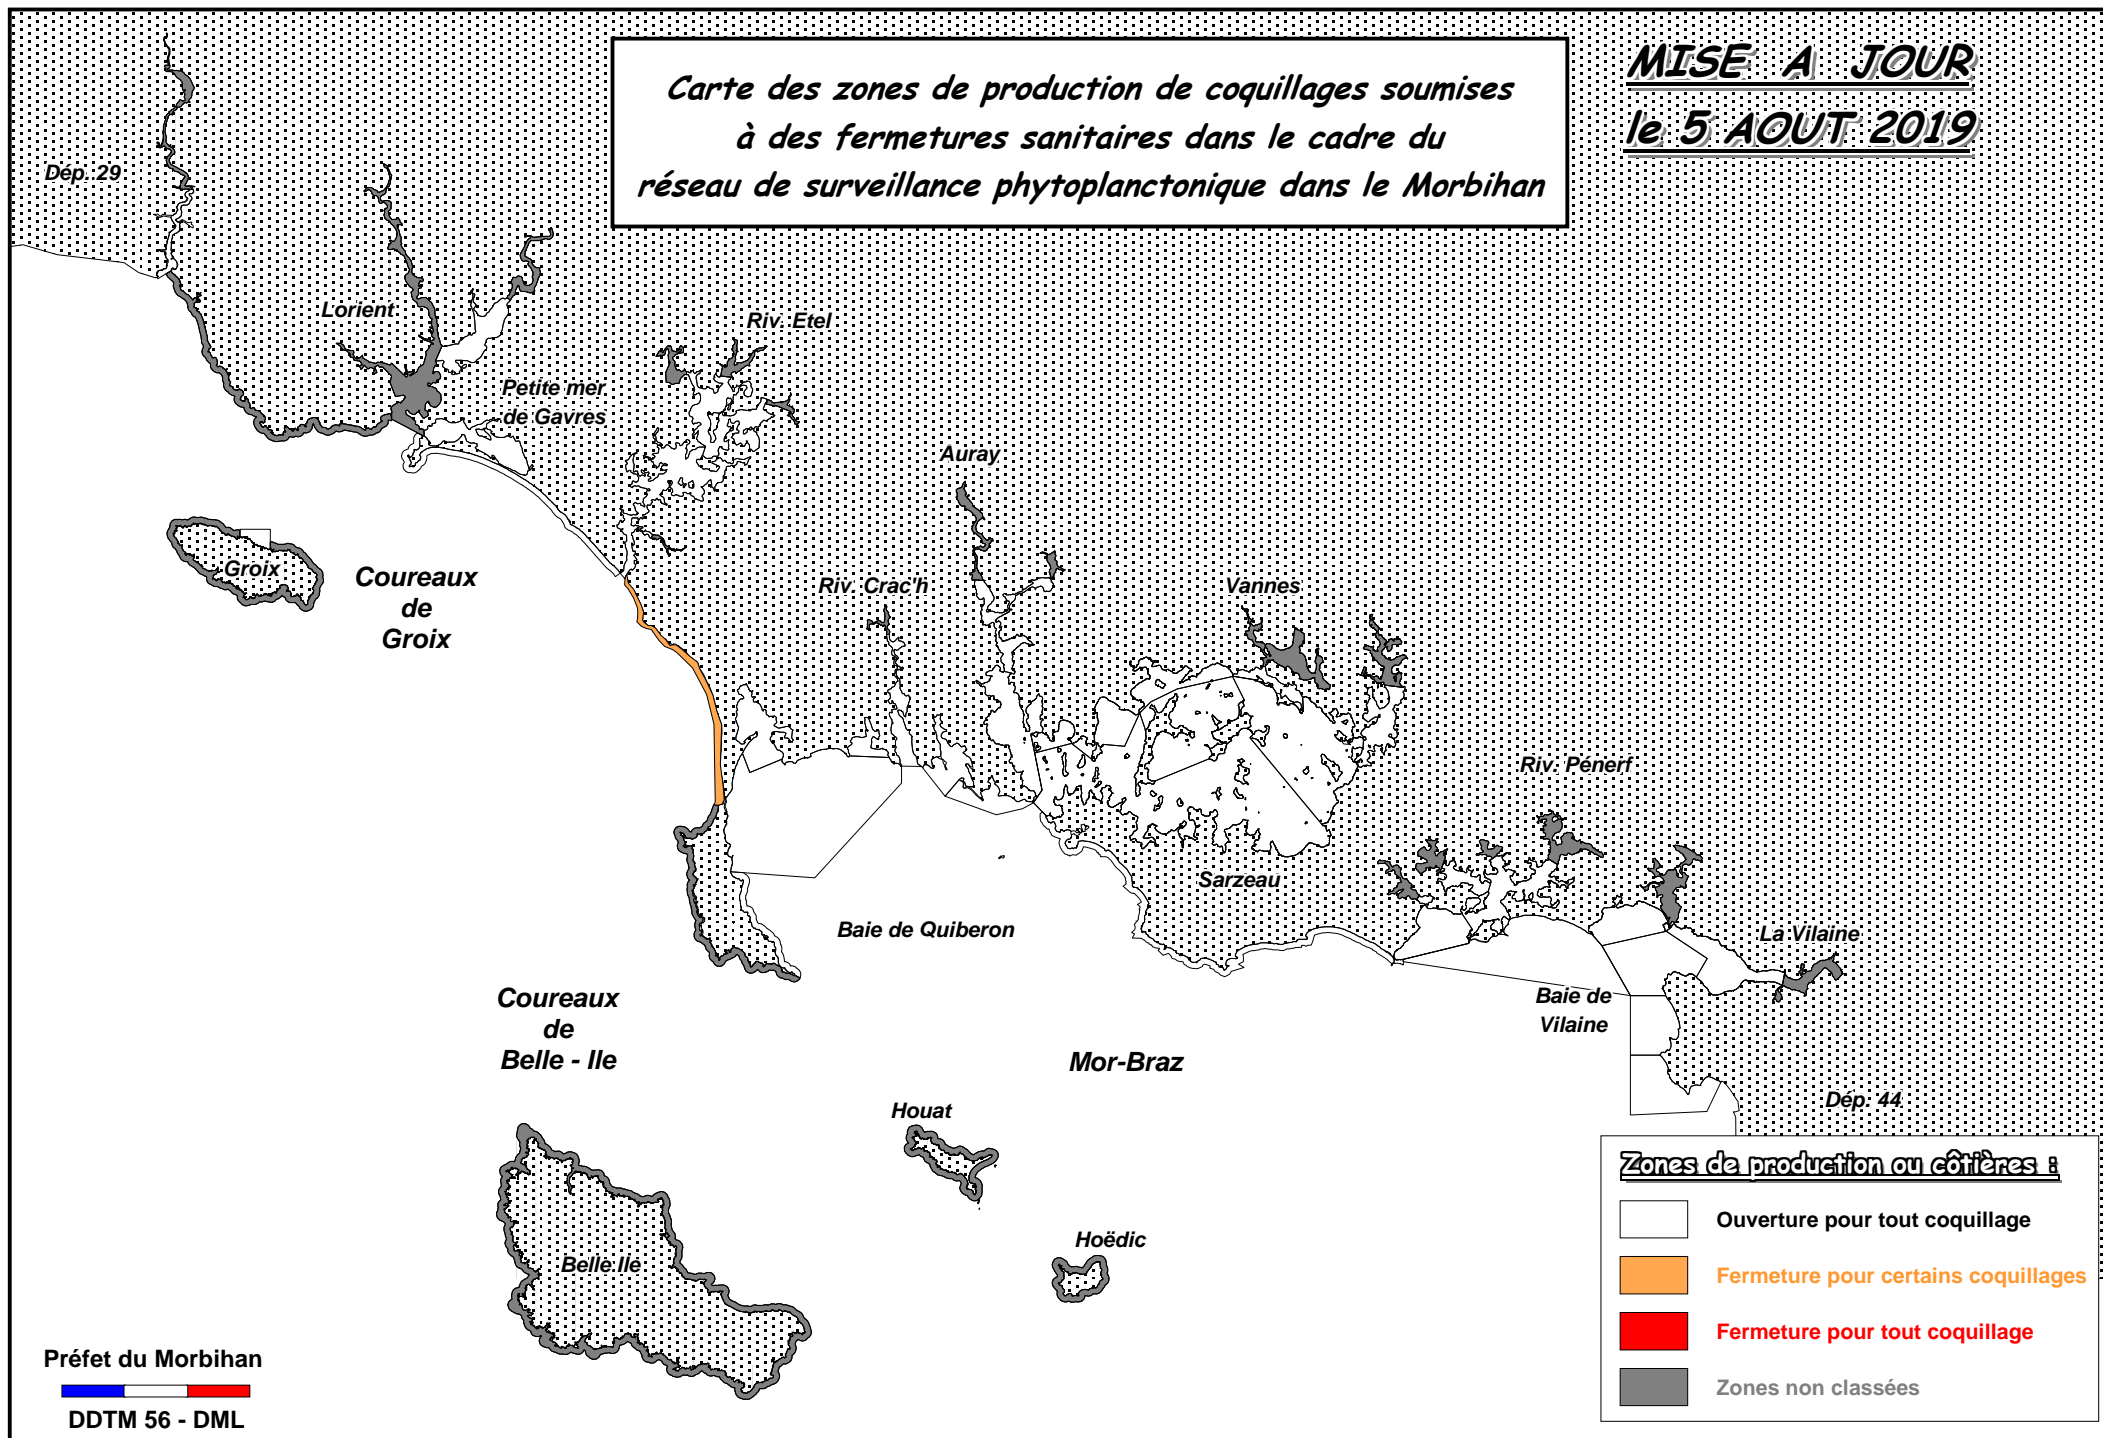 Carte des zones de production de coquillages soumises
à des fermetures sanitaires dans le cadre du
réseau de surveillance phytoplanctonique dans le Morbihan
MISE A JOUR
le 5 AOUT 2019
Dép. 29
Lorient
Riv. Etel
Petite mer
de Gavres
Auray
Groix
Coureaux
de
Groix
Riv. Crac'h
Vannes
Riv. Pénerf
Sarzeau
Baie de Quiberon
La Vilaine
Coureaux
de
Belle - Ile
Baie de
Vilaine
Mor-Braz
Houat
Dép. 44
Hoëdic
Belle Ile
Zones de production ou côtières :
Ouverture pour tout coquillage
Fermeture pour certains coquillages
Fermeture pour tout coquillage
Zones non classées
Préfet du Morbihan
DDTM 56 - DML